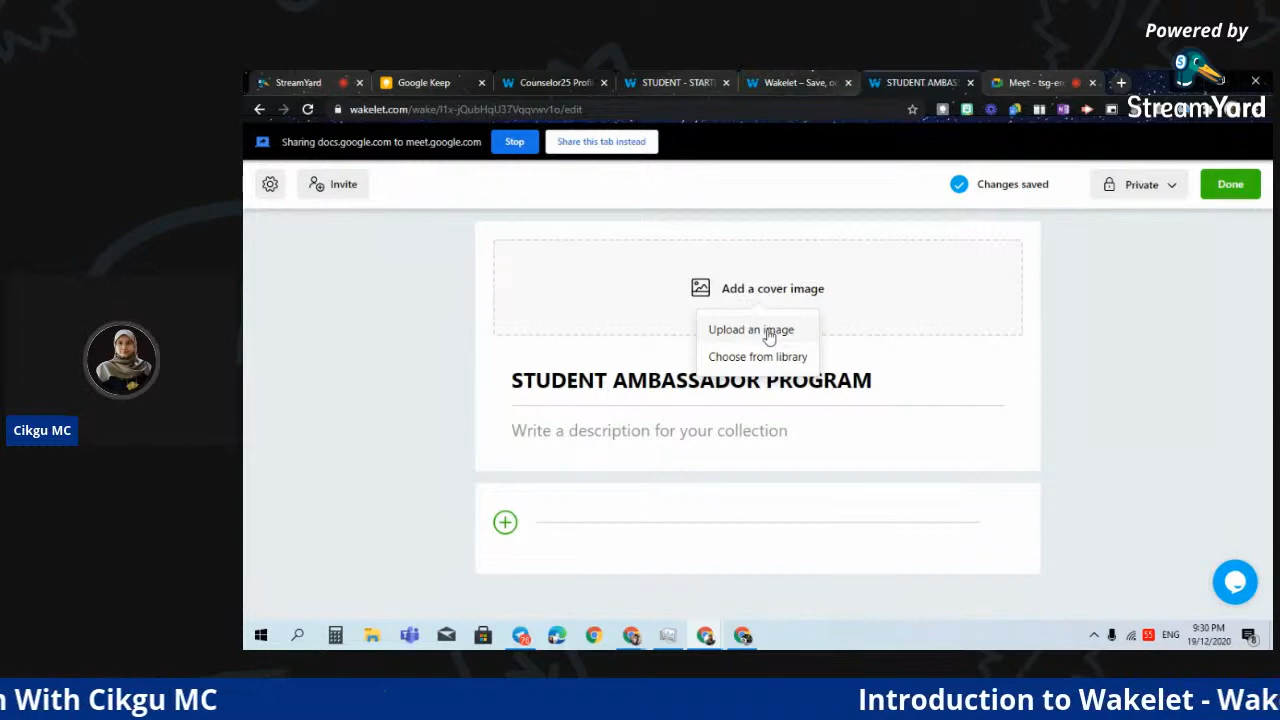 Powered by
StreamYard
StreamYard
Google Keep
Counselor25 Profi
STUDENT - START
Wakelet – Save, o
STUDENT AMBAS
Meet - tsg-en
wakelet.com/wake/l1x-jQubHqU37Vqqvwv1o/edit
Sharing docs.google.com to meet.google.com
Stop
Share this tab instead
Invite
Changes saved
Private
Done
Add a cover image
Upload an image
Choose from library
STUDENT AMBASSADOR PROGRAM
Write a description for your collection
Cikgu MC
ENG
9:30 PM
19/12/2020
n With Cikgu MC
Introduction to Wakelet - Wak